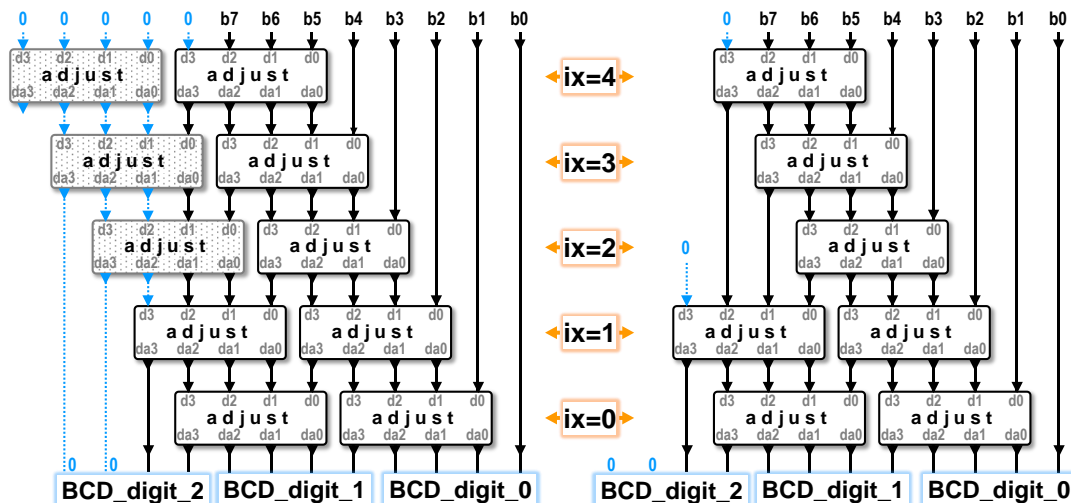 0 0 0 0 0 b7 b6 b5 b4 b3 b2 b1 b0 0 b7 b6 b5 b4 b3 b2 b1 b0
d3 d2 d1 d0 d3 d2 d1 d0 d3 d2 d1 d0
adjust adjust ix=4 adjust
da3 da2 da1 da0 da3 da2 da1 da0 da3 da2 da1 da0
d3 d2 d1 d0 d3 d2 d1 d0 d3 d2 d1 d0
adjust adjust ix=3 adjust
da3 da2 da1 da0 da3 da2 da1 da0 da3 da2 da1 da0
d3 d2 d1 d0 d3 d2 d1 d0 d3 d2 d1 d0
adjust adjust ix=2 adjust
da3 da2 da1 da0 da3 da2 da1 da0 0 da3 da2 da1 da0
d3 d2 d1 d0 d3 d2 d1 d0 d3 d2 d1 d0 d3 d2 d1 d0
adjust adjust ix=1 adjust adjust
da3 da2 da1 da0 da3 da2 da1 da0 da3 da2 da1 da0 da3 da2 da1 da0
d3 d2 d1 d0 d3 d2 d1 d0 d3 d2 d1 d0 d3 d2 d1 d0
adjust adjust ix=0 adjust adjust
da3 da2 da1 da0 da3 da2 da1 da0 da3 da2 da1 da0 da3 da2 da1 da0
0 0 0 0
BCD_digit_2 BCD_digit_1 BCD_digit_0 BCD_digit_2 BCD_digit_1 BCD_digit_0